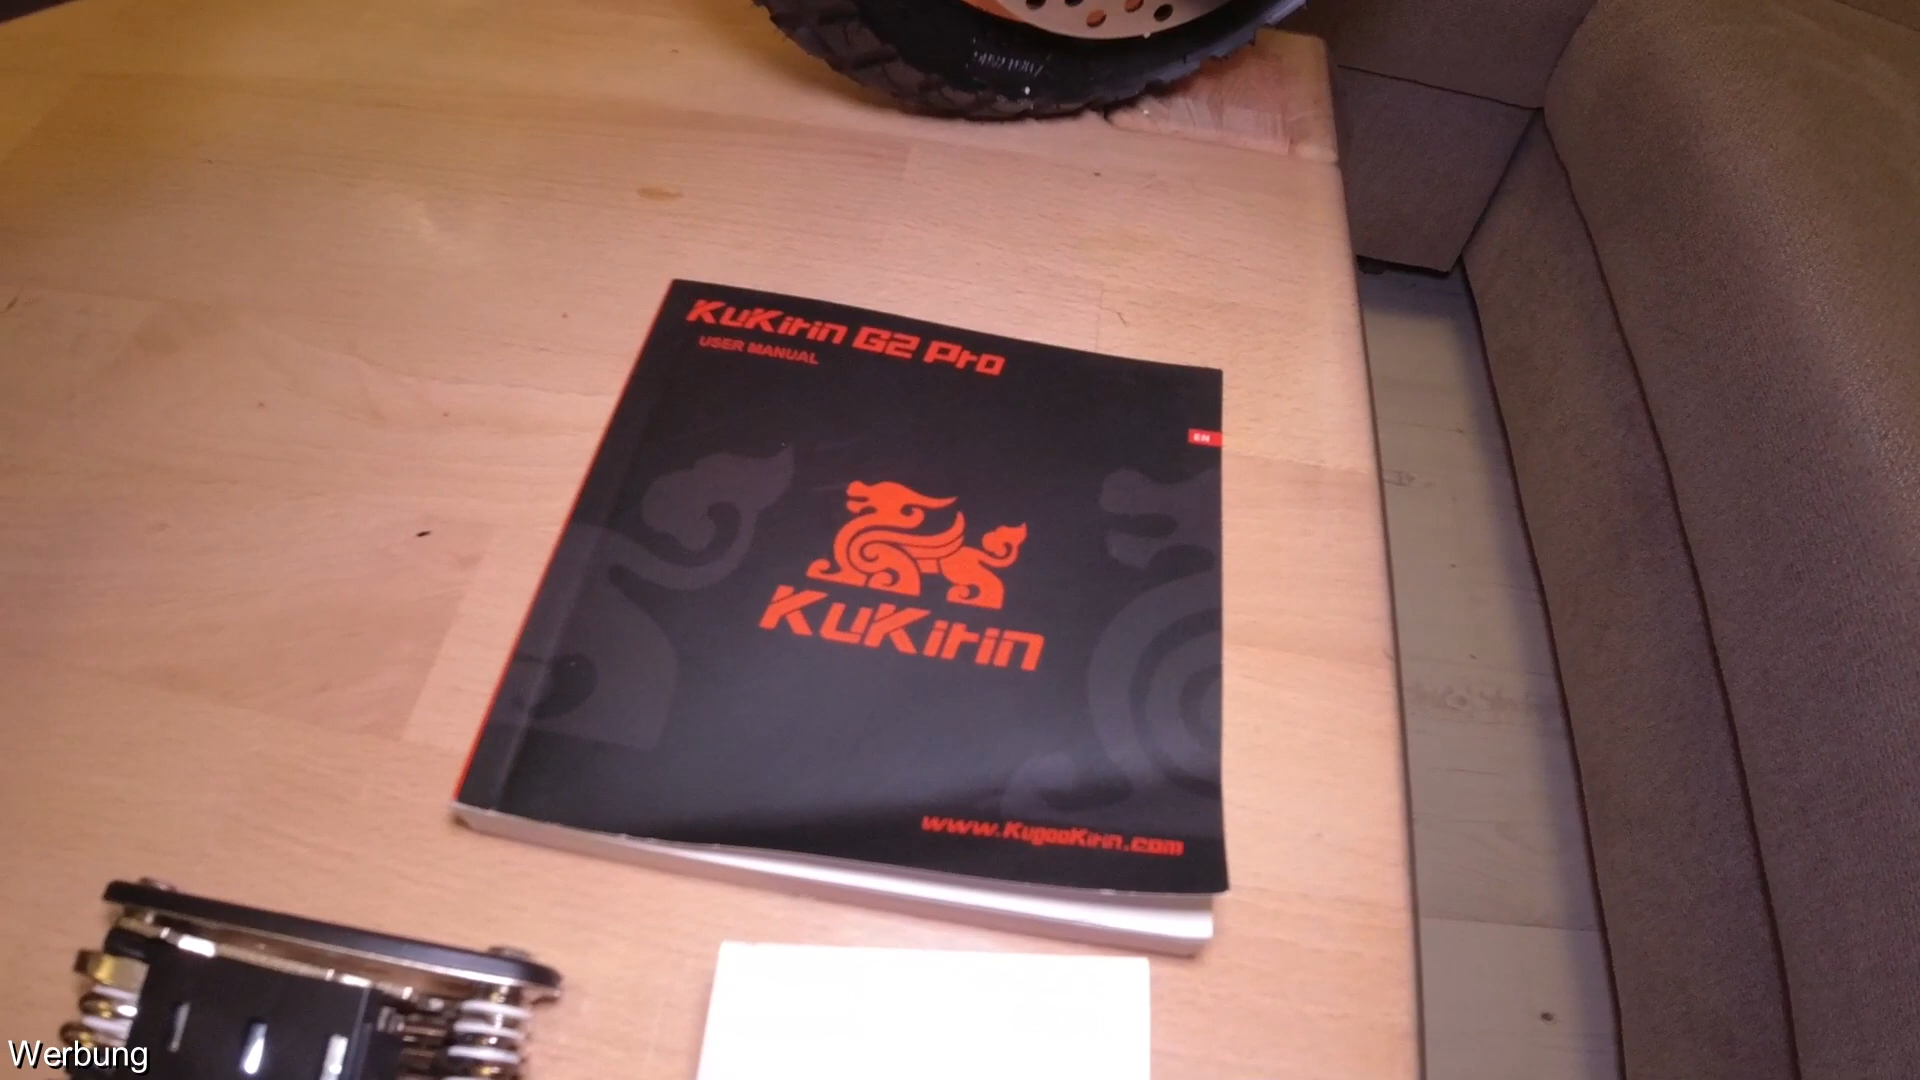 KuKirin G2 Pro
USER MANUAL
EN
KuKirin
www.KugooKirin.com
Werbung